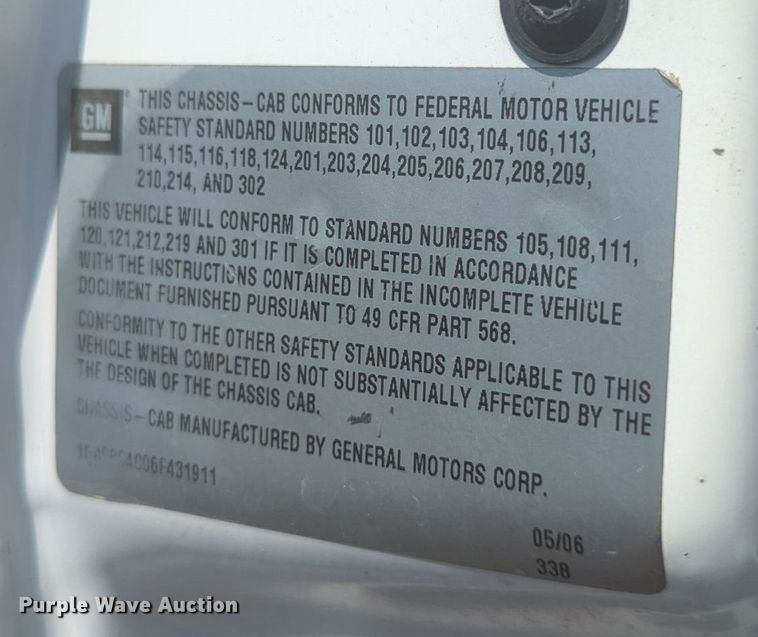 GM
THIS CHASSIS-CAB CONFORMS TO FEDERAL MOTOR VEHICLE
SAFETY STANDARD NUMBERS 101,102,103,104,106,113,
114,115,116,118,124,201,203,204,205,206,207,208,209,
210,214, AND 302
THIS VEHICLE WILL CONFORM TO STANDARD NUMBERS 105,108,111,
120,121,212,219 AND 301 IF IT IS COMPLETED IN ACCORDANCE
WITH THE INSTRUCTIONS CONTAINED IN THE INCOMPLETE VEHICLE
DOCUMENT FURNISHED PURSUANT TO 49 CFR PART 568.
CONFORMITY TO THE OTHER SAFETY STANDARDS APPLICABLE TO THIS
VEHICLE WHEN COMPLETED IS NOT SUBSTANTIALLY AFFECTED BY THE
THE DESIGN OF THE CHASSIS CAB.
CHASSIS-CAB MANUFACTURED BY GENERAL MOTORS CORP.
05/06
338
Purple Wave Auction